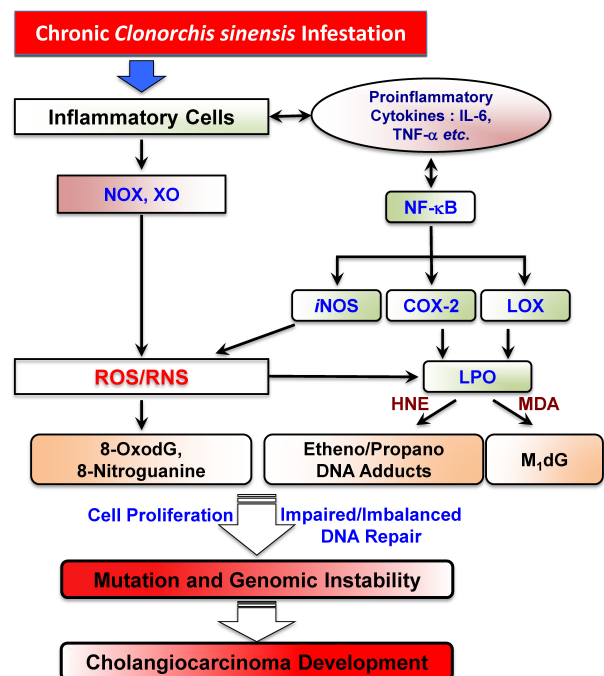 Chronic Clonorchis sinensis Infestation
Inflammatory Cells
Proinflammatory
Cytokines : IL-6,
TNF-α etc.
NOX, XO
NF-κB
iNOS
COX-2
LOX
ROS/RNS
LPO
HNE
MDA
8-OxodG,
8-Nitroguanine
Etheno/Propano
DNA Adducts
M₁dG
Cell Proliferation
Impaired/Imbalanced
DNA Repair
Mutation and Genomic Instability
Cholangiocarcinoma Development